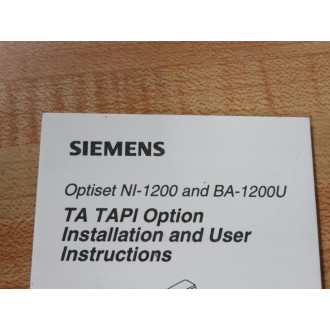 SIEMENS
Optiset NI-1200 and BA-1200U
TA TAPI Option
Installation and User
Instructions